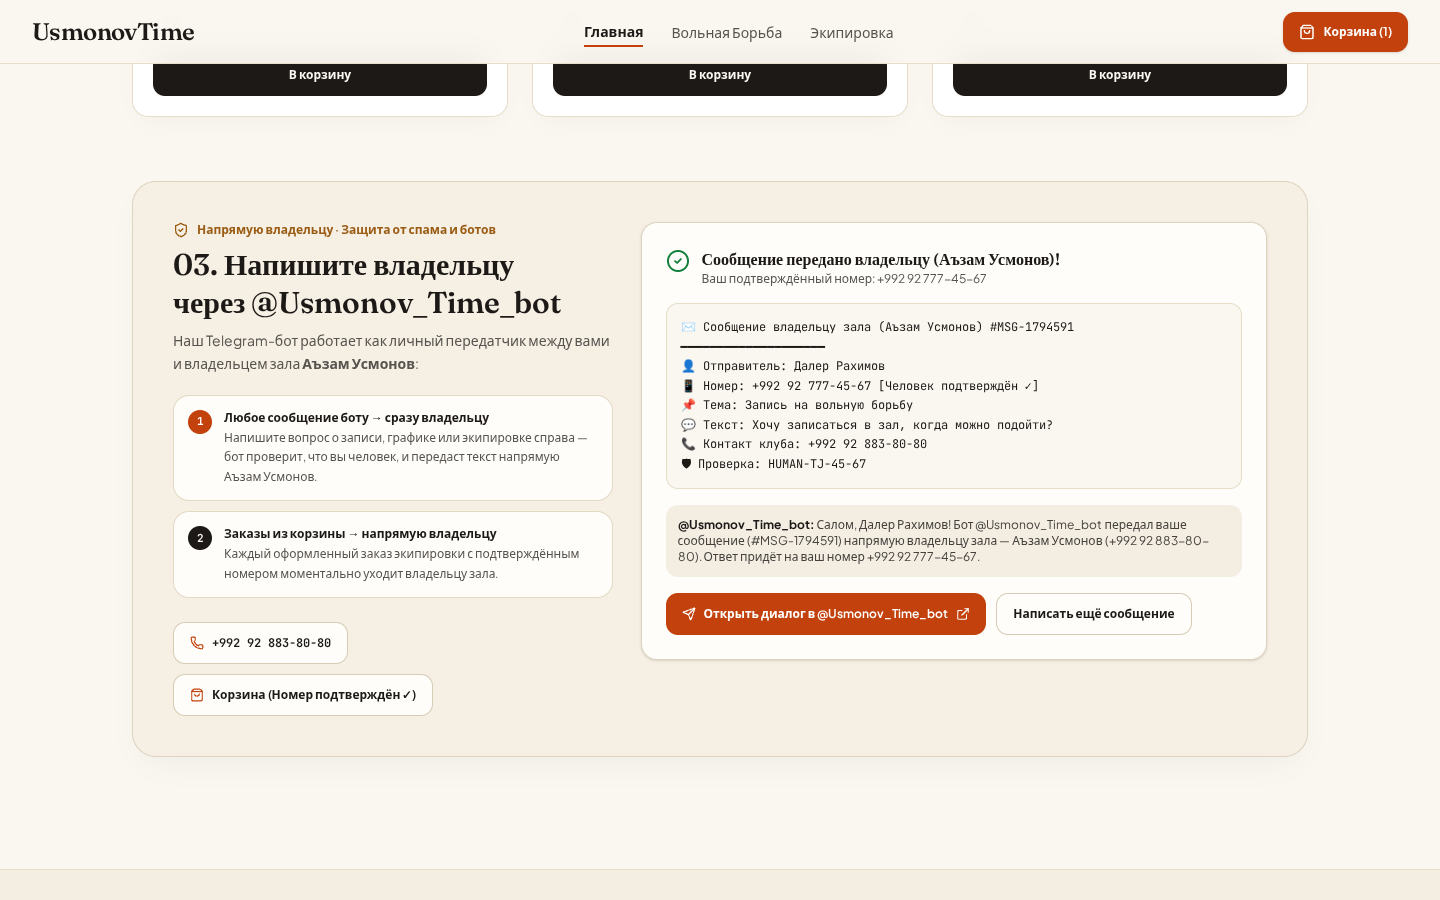 UsmonovTime
Главная
Вольная Борьба
Экипировка
Корзина (1)
В корзину
В корзину
В корзину
Напрямую владельцу · Защита от спама и ботов
03. Напишите владельцу
через @Usmonov_Time_bot
Наш Telegram-бот работает как личный передатчик между вами
и владельцем зала Аъзам Усмонов:
1
Любое сообщение боту → сразу владельцу
Напишите вопрос о записи, графике или экипировке справа —
бот проверит, что вы человек, и передаст текст напрямую
Аъзам Усмонов.
2
Заказы из корзины → напрямую владельцу
Каждый оформленный заказ экипировки с подтверждённым
номером моментально уходит владельцу зала.
+992 92 883-80-80
Корзина (Номер подтверждён ✓)
Сообщение передано владельцу (Аъзам Усмонов)!
Ваш подтверждённый номер: +992 92 777-45-67
✉️ Сообщение владельцу зала (Аъзам Усмонов) #MSG-1794591
━━━━━━━━━━━━━━━━━━━━
👤 Отправитель: Далер Рахимов
📱 Номер: +992 92 777-45-67 [Человек подтверждён ✓]
📌 Тема: Запись на вольную борьбу
💬 Текст: Хочу записаться в зал, когда можно подойти?
📞 Контакт клуба: +992 92 883-80-80
🛡 Проверка: HUMAN-TJ-45-67
@Usmonov_Time_bot: Салом, Далер Рахимов! Бот @Usmonov_Time_bot передал ваше
сообщение (#MSG-1794591) напрямую владельцу зала — Аъзам Усмонов (+992 92 883-80-
80). Ответ придёт на ваш номер +992 92 777-45-67.
Открыть диалог в @Usmonov_Time_bot
Написать ещё сообщение